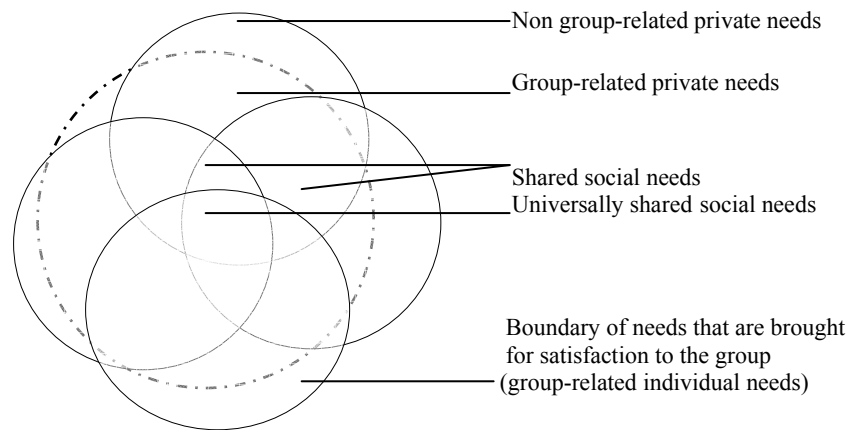 Non group-related private needs
Group-related private needs
Shared social needs
Universally shared social needs
Boundary of needs that are brought
for satisfaction to the group
(group-related individual needs)